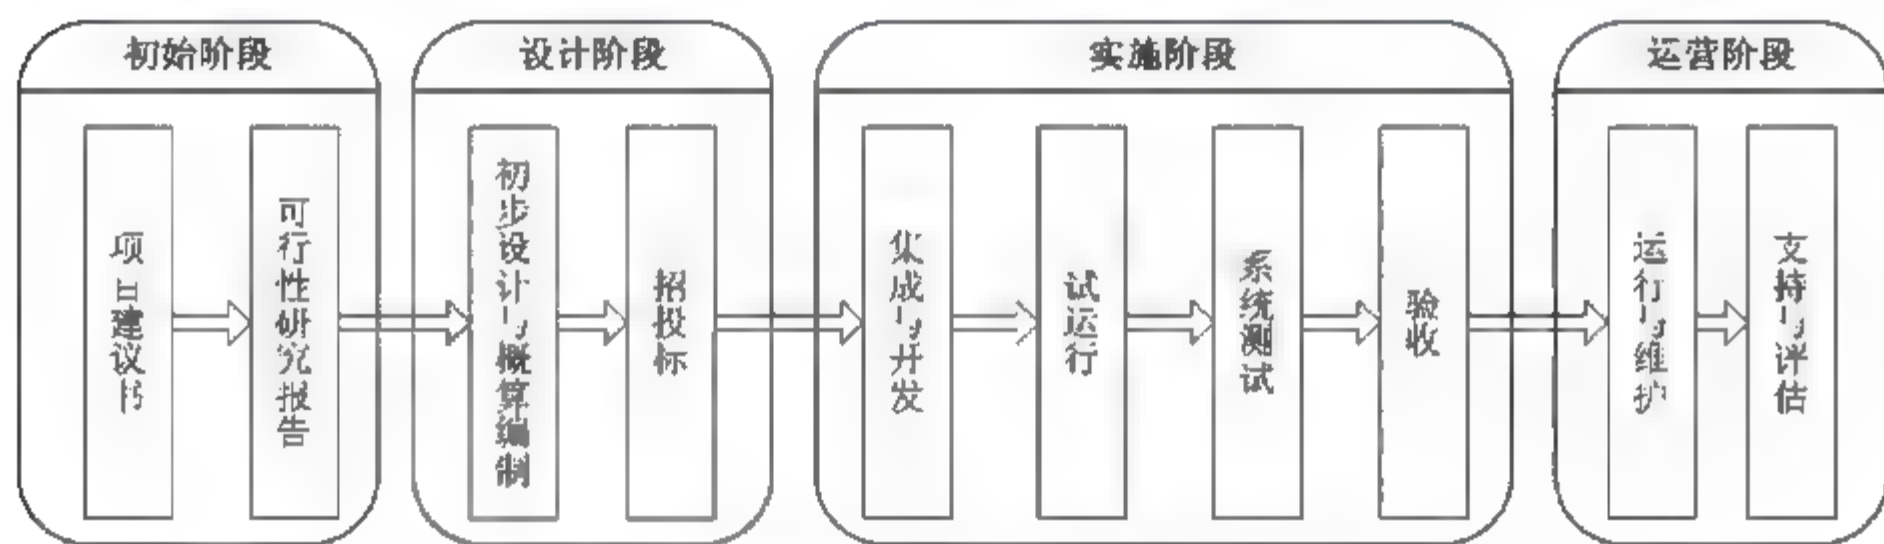 初始阶段
项目建议书
可行性研究报告
设计阶段
初步设计与概算编制
招投标
实施阶段
集成与开发
试运行
系统测试
验收
运营阶段
运行与维护
支持与评估